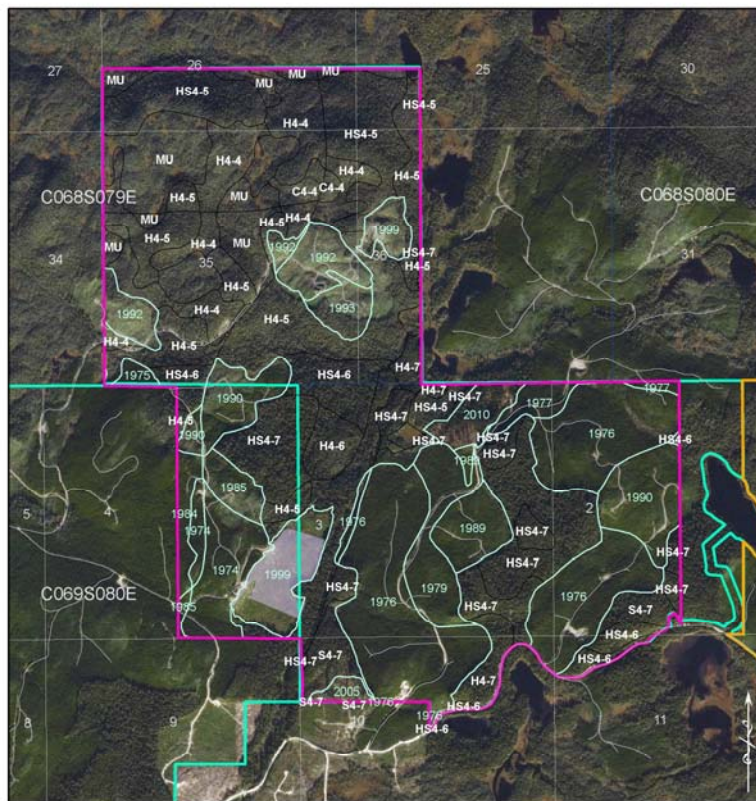 26
27
MU
MU
MU
MU
25
30
HS4-5
HS4-5
H4-4
HS4-5
MU
H4-4
H4-4
H4-5
C4-4
C4-4
C068S079E
H4-5
MU
C068S080E
1999
MU
H4-5
H4-4
H4-5
MU
H4-4
MU
1992
HS4-7
34
35
1992
36
H4-5
31
H4-5
H4-4
1993
1992
H4-5
H4-4
H4-5
1975
HS4-6
HS4-6
H4-7
1990
H4-7
HS4-5
1977
1977
H4-5
HS4-7
2010
1990
HS4-7
HS4-7
HS4-7
1976
HS4-6
H4-6
HS4-7
1985
1990
5
4
1984
1974
H4-5
3
1976
1989
2
HS4-7
1974
1999
HS4-7
HS4-7
C069S080E
1985
HS4-7
1976
1979
HS4-7
1976
HS4-7
S4-7
HS4-6
HS4-7
S4-7
HS4-6
H4-7
2005
S4-7
S4-7
1976
1976
HS4-6
HS4-6
8
9
10
11